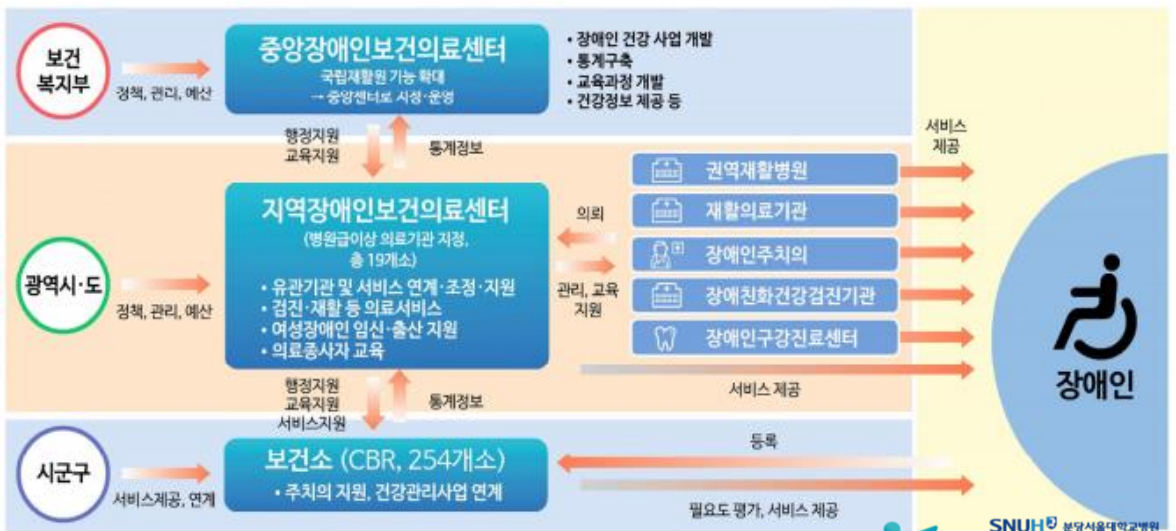 보건
복지부
정책, 관리, 예산
중앙장애인보건의료센터
국립재활원 기능 확대
→ 중앙센터로 지정·운영
• 장애인 건강 사업 개발
• 통계구축
• 교육과정 개발
• 건강정보 제공 등
행정지원
교육지원
통계정보
서비스
제공
광역시·도
정책, 관리, 예산
지역장애인보건의료센터
(병원급이상 의료기관 지정,
총 19개소)
• 유관기관 및 서비스 연계·조정·지원
• 검진·재활 등 의료서비스
• 여성장애인 임신·출산 지원
• 의료종사자 교육
의뢰
관리, 교육
지원
권역재활병원
재활의료기관
장애인주치의
장애친화건강검진기관
장애인구강진료센터
서비스 제공
장애인
행정지원
교육지원
서비스지원
통계정보
시군구
서비스제공, 연계
보건소 (CBR, 254개소)
• 주치의 지원, 건강관리사업 연계
등록
필요도 평가, 서비스 제공
SNUH 분당서울대학교병원